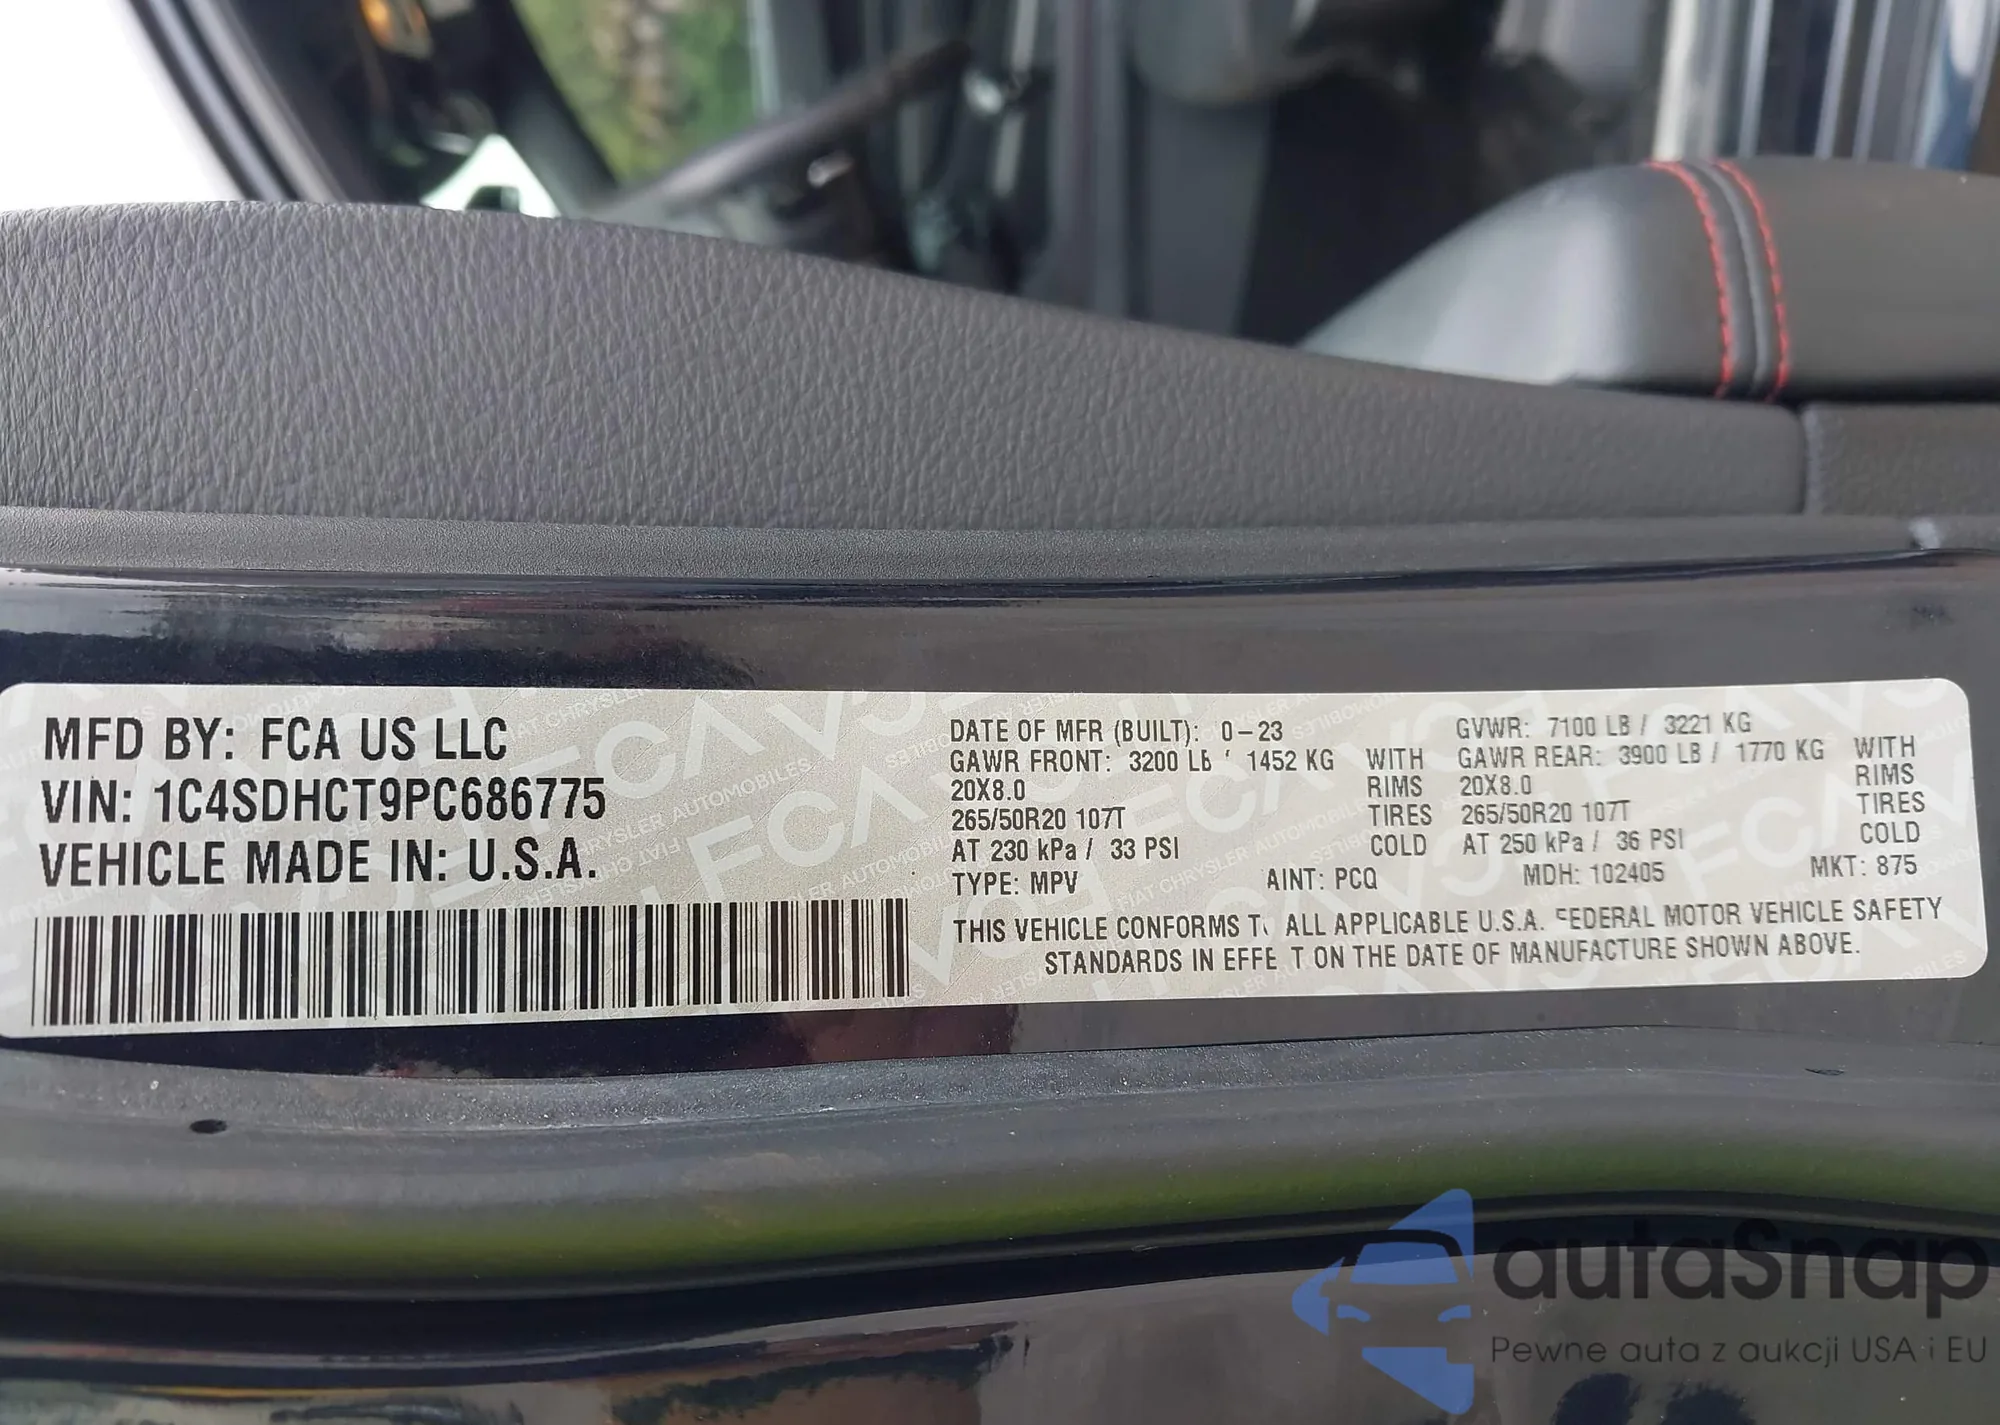 MFD BY: FCA US LLC
VIN: 1C4SDHCT9PC686775
VEHICLE MADE IN: U.S.A.
DATE OF MFR (BUILT): 0-23 GVWR: 7100 LB / 3221 KG
GAWR FRONT: 3200 LB 1452 KG WITH GAWR REAR: 3900 LB / 1770 KG WITH
20X8.0 RIMS 20X8.0 RIMS
265/50R20 107T TIRES 265/50R20 107T TIRES
AT 230 kPa / 33 PSI COLD AT 250 kPa / 36 PSI COLD
TYPE: MPV AINT: PCQ MDH: 102405 MKT: 875
THIS VEHICLE CONFORMS T ALL APPLICABLE U.S.A. FEDERAL MOTOR VEHICLE SAFETY
STANDARDS IN EFFE T ON THE DATE OF MANUFACTURE SHOWN ABOVE.
autaSnap
Pewne auta z aukcji USA i EU